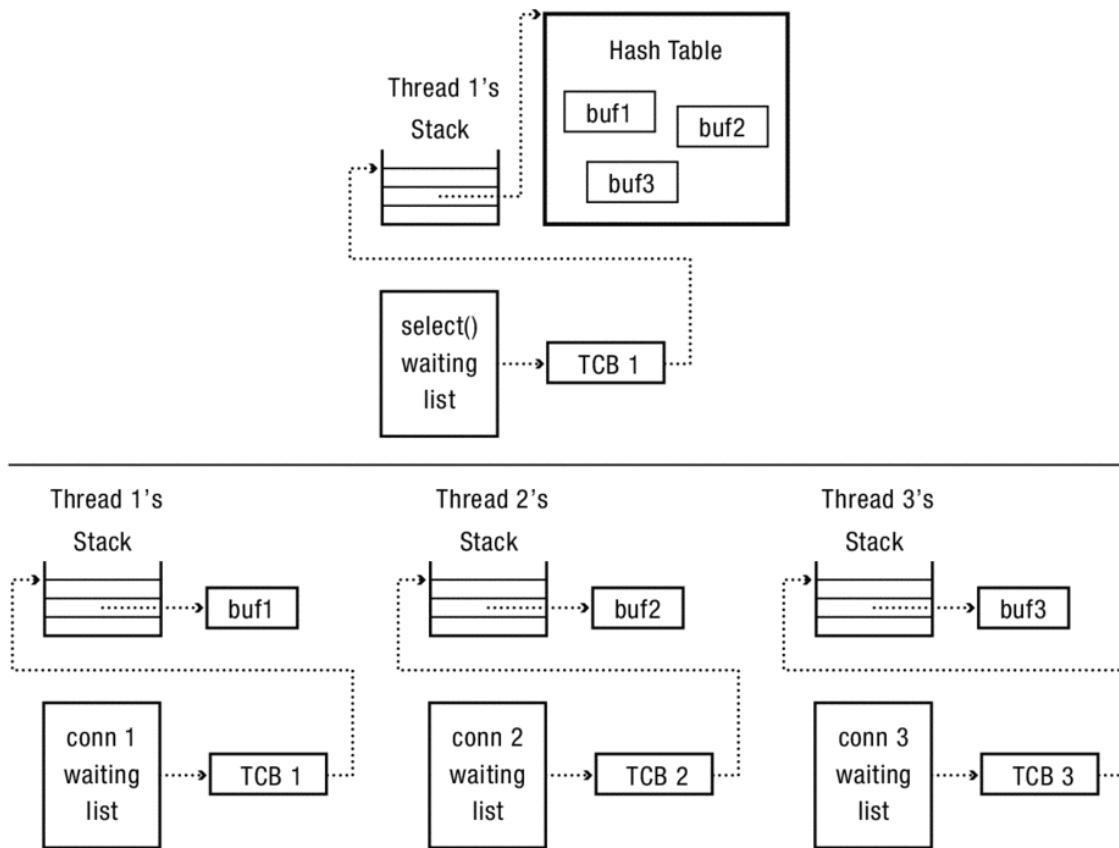 Hash Table
Thread 1's
Stack
buf1
buf2
buf3
select()
waiting
list
TCB 1
Thread 1's
Stack
buf1
conn 1
waiting
list
TCB 1
Thread 2's
Stack
buf2
conn 2
waiting
list
TCB 2
Thread 3's
Stack
buf3
conn 3
waiting
list
TCB 3